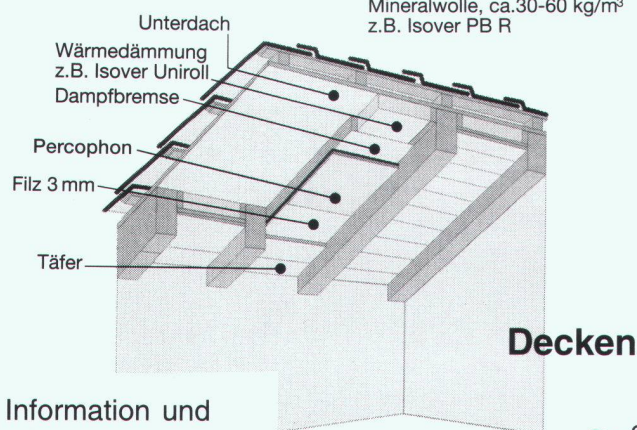 Mineralwolle, ca.30-60 kg/m³
z.B. Isover PB R
Unterdach
Wärmedämmung
z.B. Isover Uniroll
Dampfbremse
Percophon
Filz 3 mm
Täfer
Decken
Information und